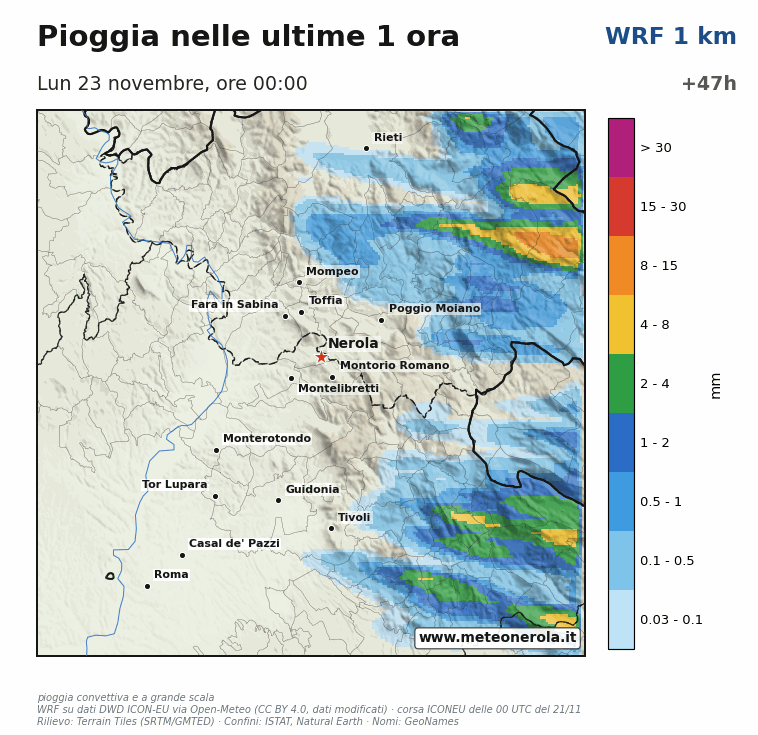 Pioggia nelle ultime 1 ora
WRF 1 km
Lun 23 novembre, ore 00:00
+47h
Rieti
Mompeo
Fara in Sabina
Toffia
Poggio Moiano
Nerola
Montorio Romano
Montelibretti
Monterotondo
Tor Lupara
Guidonia
Tivoli
Casal de' Pazzi
Roma
www.meteonerola.it
> 30
15 - 30
8 - 15
4 - 8
2 - 4
1 - 2
0.5 - 1
0.1 - 0.5
0.03 - 0.1
mm
pioggia convettiva e a grande scala
WRF su dati DWD ICON-EU via Open-Meteo (CC BY 4.0, dati modificati) · corsa ICONEU delle 00 UTC del 21/11
Rilievo: Terrain Tiles (SRTM/GMTED) · Confini: ISTAT, Natural Earth · Nomi: GeoNames